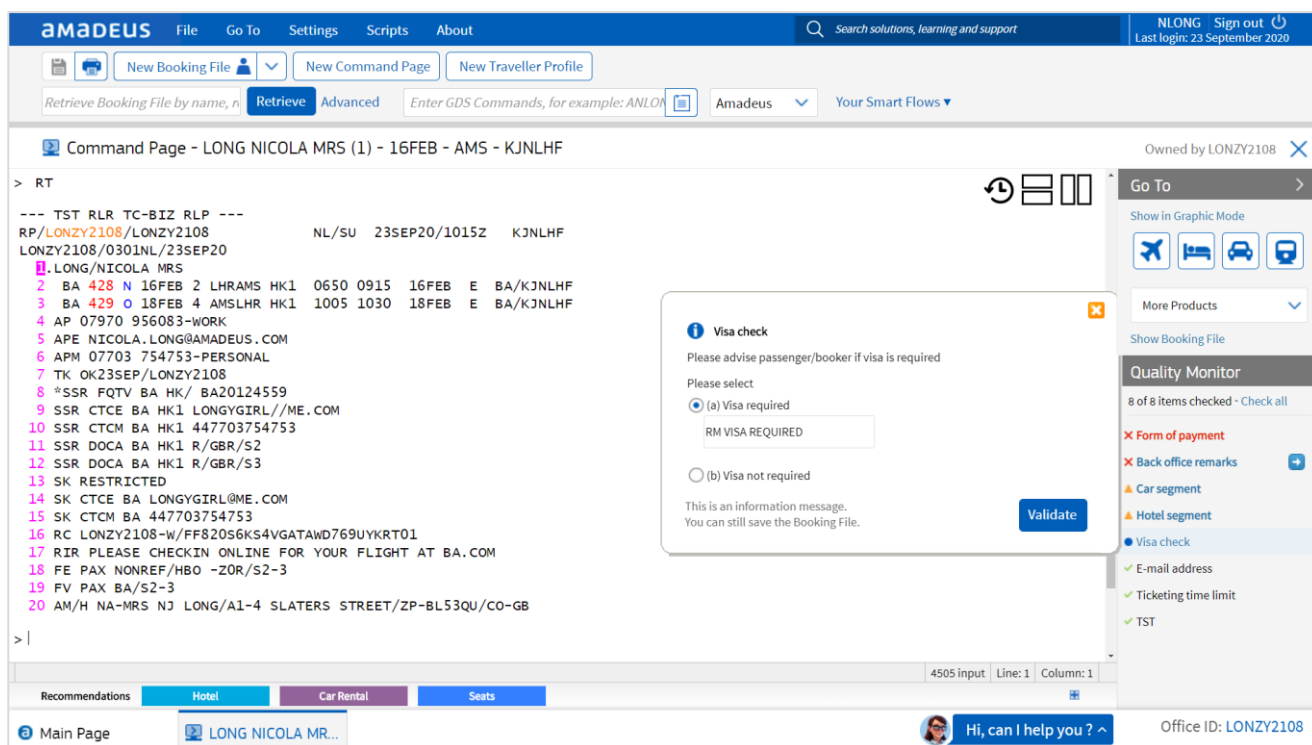 amadeus File Go To Settings Scripts About Search solutions, learning and support NLONG Sign out
Last login: 23 September 2020
New Booking File New Command Page New Traveller Profile
Retrieve Booking File by name, r Retrieve Advanced Enter GDS Commands, for example: ANLON Amadeus Your Smart Flows ▾
Command Page - LONG NICOLA MRS (1) - 16FEB - AMS - KJNLHF Owned by LONZY2108
> RT
--- TST RLR TC-BIZ RLP ---
RP/LONZY2108/LONZY2108 NL/SU 23SEP20/1015Z KJNLHF
LONZY2108/0301NL/23SEP20
1.LONG/NICOLA MRS
2 BA 428 N 16FEB 2 LHRAMS HK1 0650 0915 16FEB E BA/KJNLHF
3 BA 429 O 18FEB 4 AMSLHR HK1 1005 1030 18FEB E BA/KJNLHF
4 AP 07970 956083-WORK
5 APE NICOLA.LONG@AMADEUS.COM
6 APM 07703 754753-PERSONAL
7 TK OK23SEP/LONZY2108
8 *SSR FQTV BA HK/ BA20124559
9 SSR CTCE BA HK1 LONGYGIRL//ME.COM
10 SSR CTCM BA HK1 447703754753
11 SSR DOCA BA HK1 R/GBR/S2
12 SSR DOCA BA HK1 R/GBR/S3
13 SK RESTRICTED
14 SK CTCE BA LONGYGIRL@ME.COM
15 SK CTCM BA 447703754753
16 RC LONZY2108-W/FF820S6KS4VGATAWD769UYKRT01
17 RIR PLEASE CHECKIN ONLINE FOR YOUR FLIGHT AT BA.COM
18 FE PAX NONREF/HBO -ZOR/S2-3
19 FV PAX BA/S2-3
20 AM/H NA-MRS NJ LONG/A1-4 SLATERS STREET/ZP-BL53QU/CO-GB
>
Visa check
Please advise passenger/booker if visa is required
Please select
(a) Visa required
RM VISA REQUIRED
(b) Visa not required
This is an information message.
You can still save the Booking File.
Validate
Go To
Show in Graphic Mode
More Products
Show Booking File
Quality Monitor
8 of 8 items checked - Check all
Form of payment
Back office remarks
Car segment
Hotel segment
Visa check
E-mail address
Ticketing time limit
TST
4505 input Line: 1 Column: 1
Recommendations Hotel Car Rental Seats
Main Page LONG NICOLA MR... Hi, can I help you ? Office ID: LONZY2108